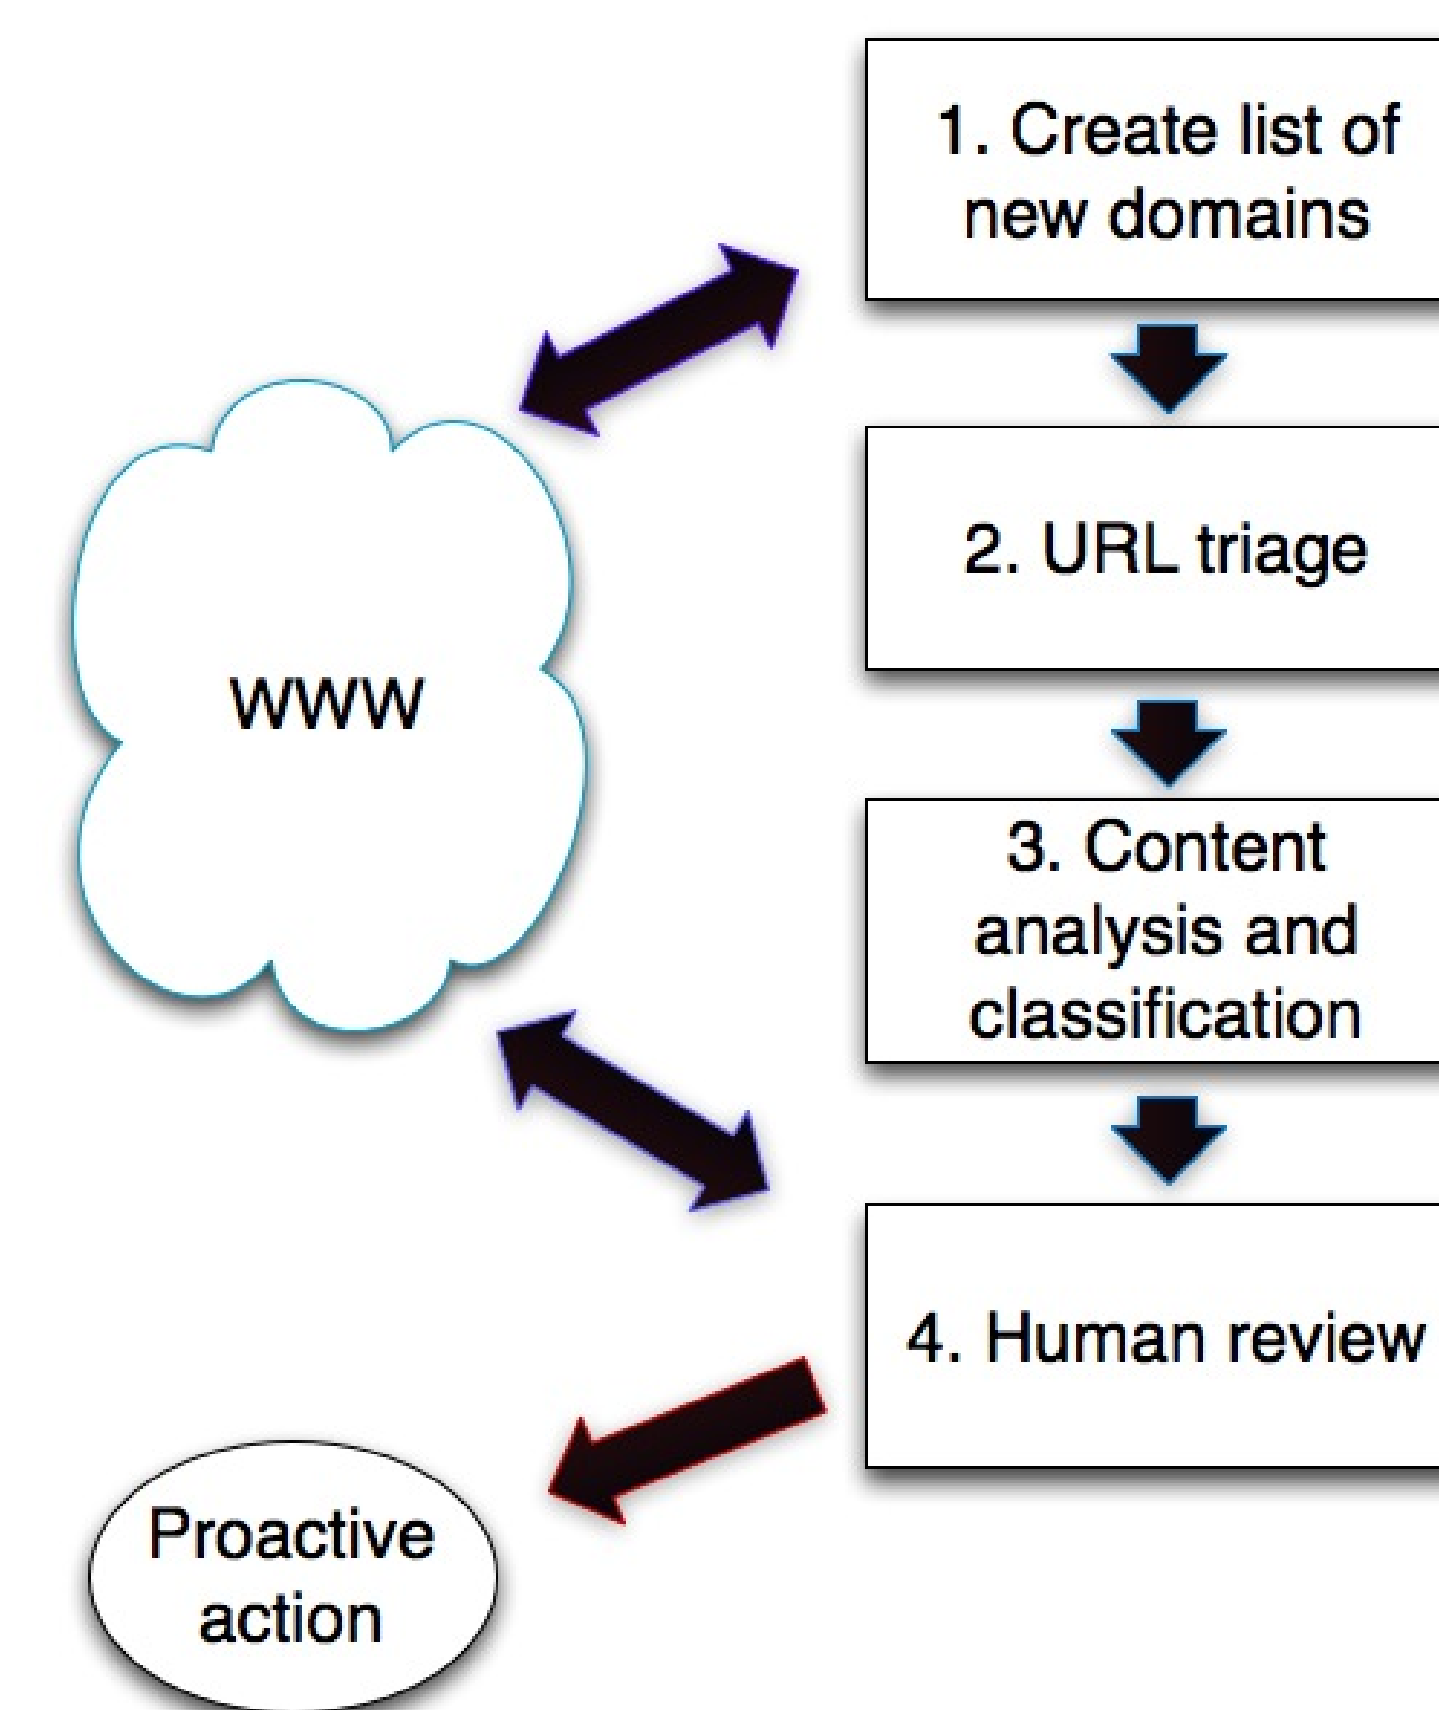 1. Create list of
new domains
2. URL triage
www
3. Content
analysis and
classification
4. Human review
Proactive
action